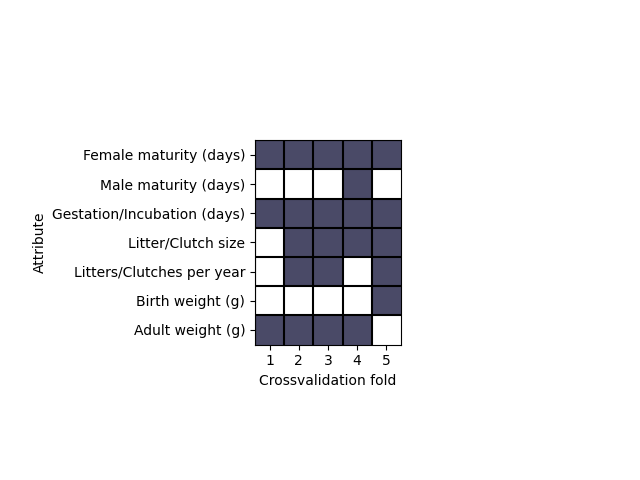 Female maturity (days)
Male maturity (days)
Gestation/Incubation (days)
Litter/Clutch size
Litters/Clutches per year
Birth weight (g)
Adult weight (g)
Attribute
1 2 3 4 5
Crossvalidation fold